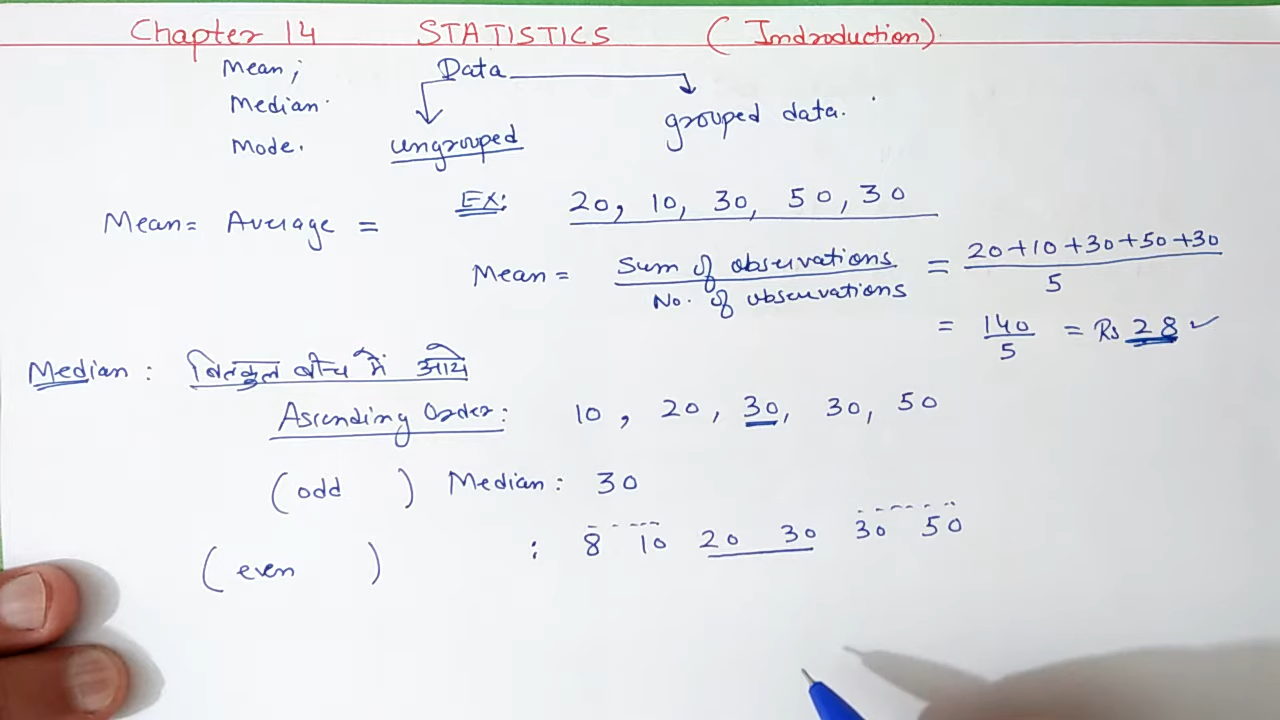 Chapter 14 STATISTICS (Indroduction).
Mean; Data
Median.
Mode. ungrouped grouped data.
EX: 20, 10, 30, 50, 30
Mean = Average =
Mean = Sum of observations / No. of observations = 20+10+30+50+30 / 5
= 140 / 5 = Rs 28 ✓
Median : बिलकुल बीच में आये
Ascending Order: 10, 20, 30, 30, 50
(odd ) Median: 30
(even ) : 8 10 20 30 30 50